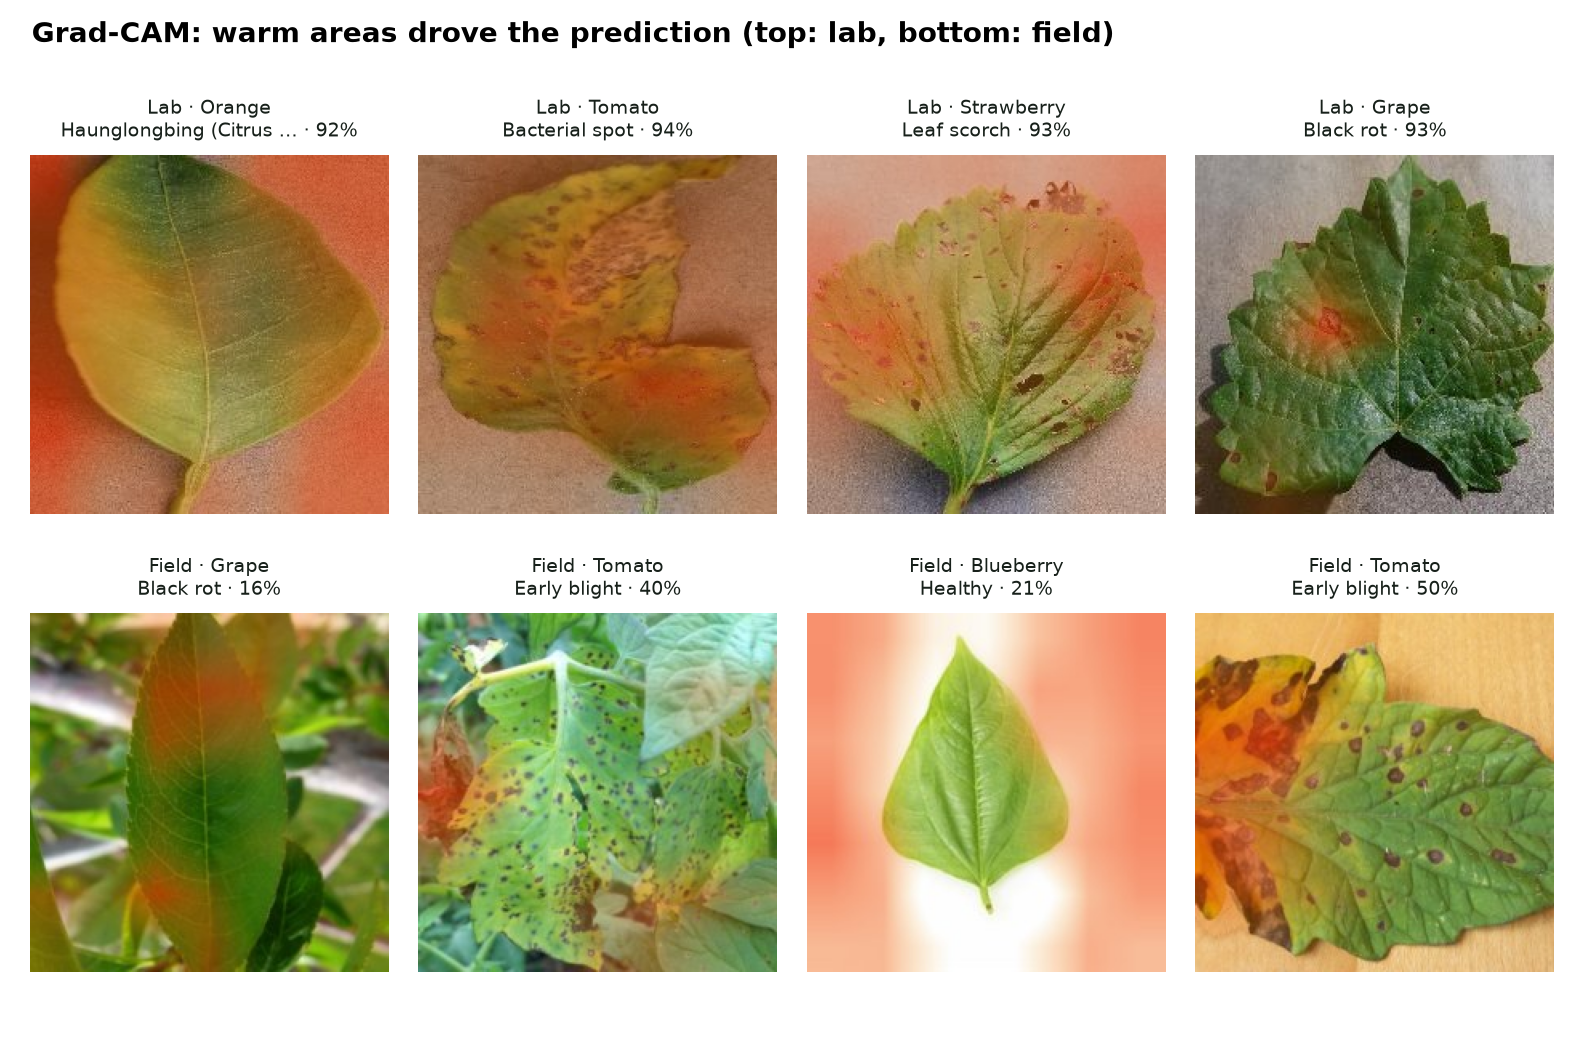 Grad-CAM: warm areas drove the prediction (top: lab, bottom: field)
Lab · Orange
Haunglongbing (Citrus ... · 92%
Lab · Tomato
Bacterial spot · 94%
Lab · Strawberry
Leaf scorch · 93%
Lab · Grape
Black rot · 93%
Field · Grape
Black rot · 16%
Field · Tomato
Early blight · 40%
Field · Blueberry
Healthy · 21%
Field · Tomato
Early blight · 50%